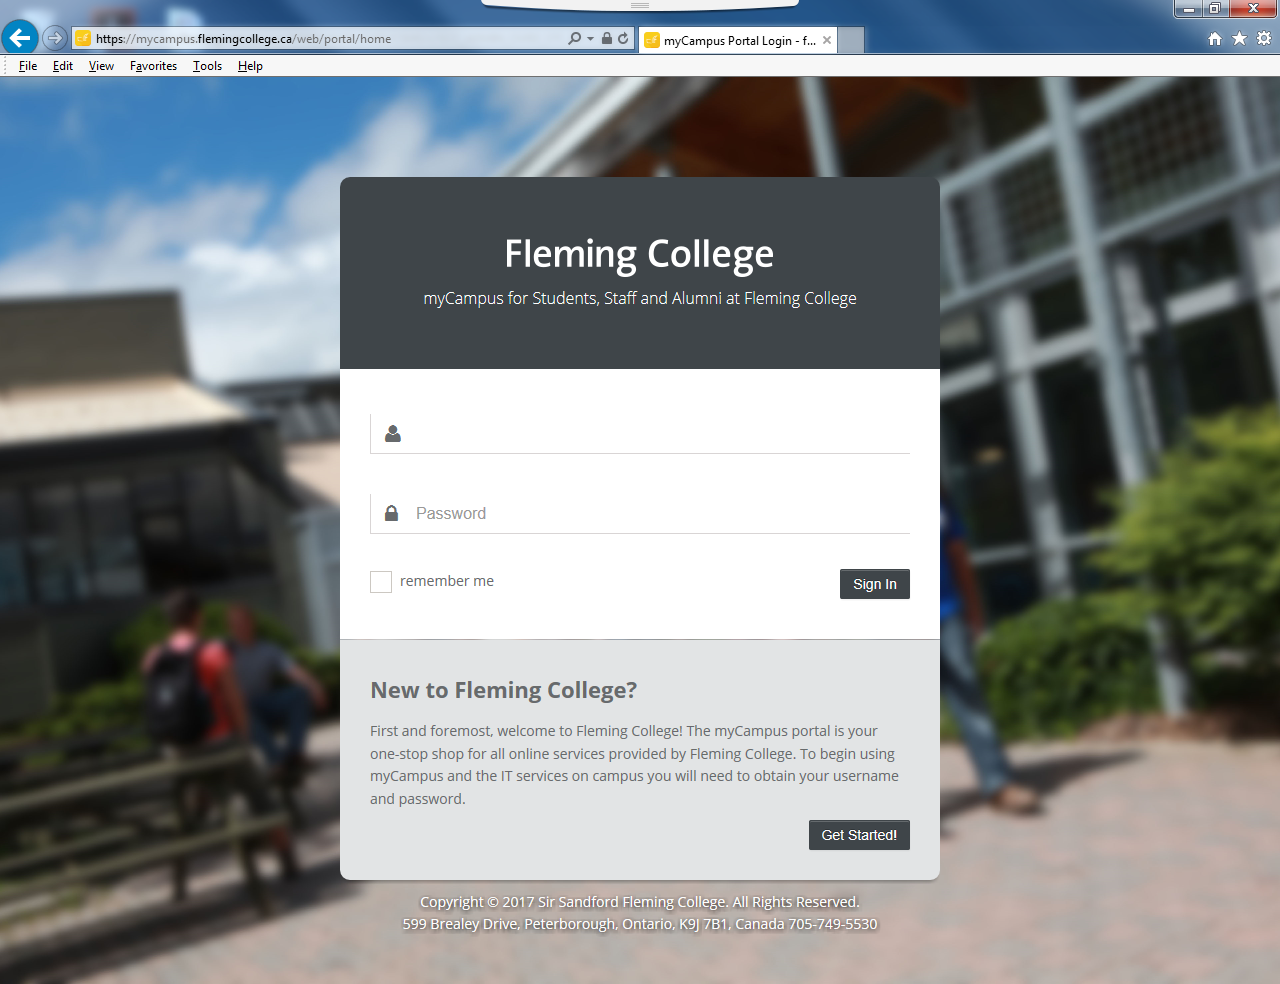 https://mycampus.flemingcollege.ca/web/portal/home
myCampus Portal Login - f...
File Edit View Favorites Tools Help
Fleming College
myCampus for Students, Staff and Alumni at Fleming College
Password
remember me
Sign In
New to Fleming College?
First and foremost, welcome to Fleming College! The myCampus portal is your
one-stop shop for all online services provided by Fleming College. To begin using
myCampus and the IT services on campus you will need to obtain your username
and password.
Get Started!
Copyright © 2017 Sir Sandford Fleming College. All Rights Reserved.
599 Brealey Drive, Peterborough, Ontario, K9J 7B1, Canada 705-749-5530